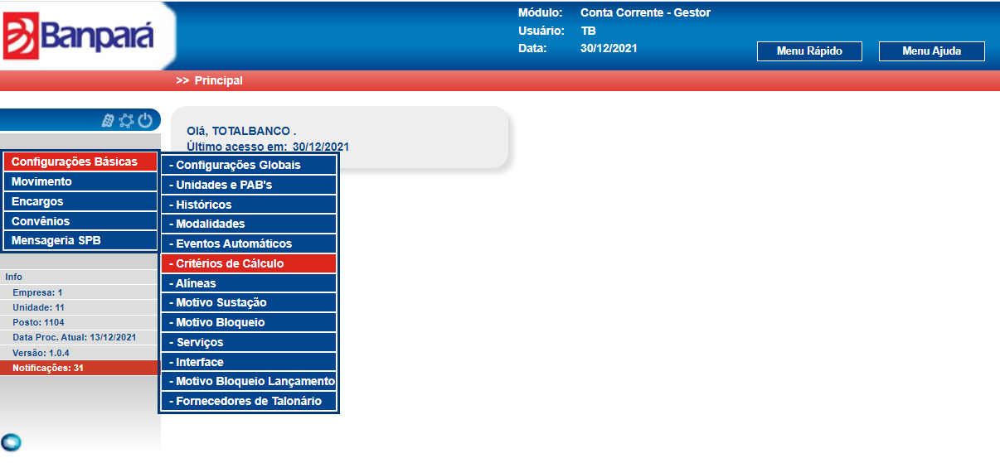 Banpará
Módulo: Conta Corrente - Gestor
Usuário: TB
Data: 30/12/2021
Menu Rápido
Menu Ajuda
>> Principal
Olá, TOTALBANCO .
Último acesso em: 30/12/2021
Configurações Básicas
Movimento
Encargos
Convênios
Mensageria SPB
- Configurações Globais
- Unidades e PAB's
- Históricos
- Modalidades
- Eventos Automáticos
- Critérios de Cálculo
- Alíneas
- Motivo Sustação
- Motivo Bloqueio
- Serviços
- Interface
- Motivo Bloqueio Lançamento
- Fornecedores de Talonário
Info
Empresa: 1
Unidade: 11
Posto: 1104
Data Proc. Atual: 13/12/2021
Versão: 1.0.4
Notificações: 31